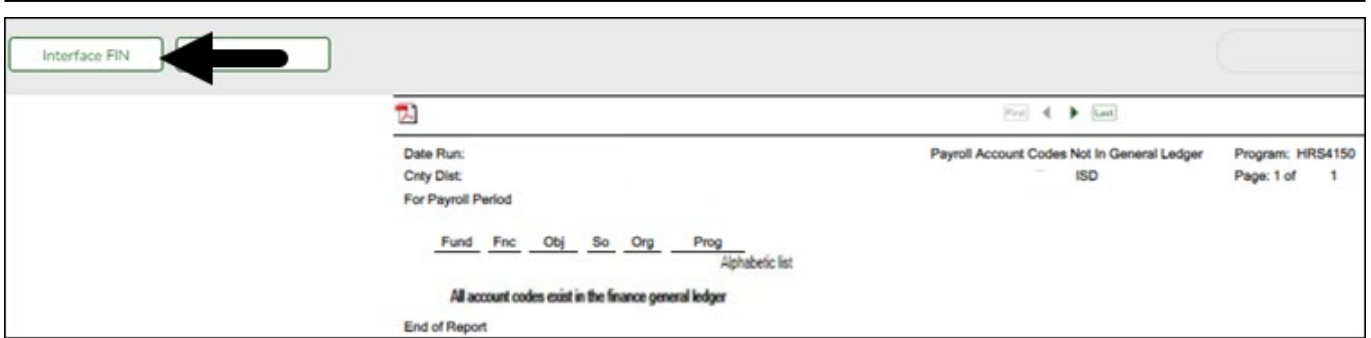 Interface FIN
First Last
Date Run: Payroll Account Codes Not In General Ledger Program: HRS4150
Cnty Dist: ISD Page: 1 of 1
For Payroll Period
Fund Fnc Obj So Org Prog
Alphabetic list
All account codes exist in the finance general ledger
End of Report